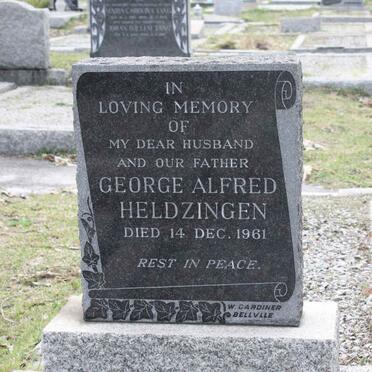 IN
LOVING MEMORY
OF
MY DEAR HUSBAND
AND OUR FATHER
GEORGE ALFRED
HELDZINGEN
DIED 14 DEC. 1961
REST IN PEACE.
W. GARDINER
BELLVLLE